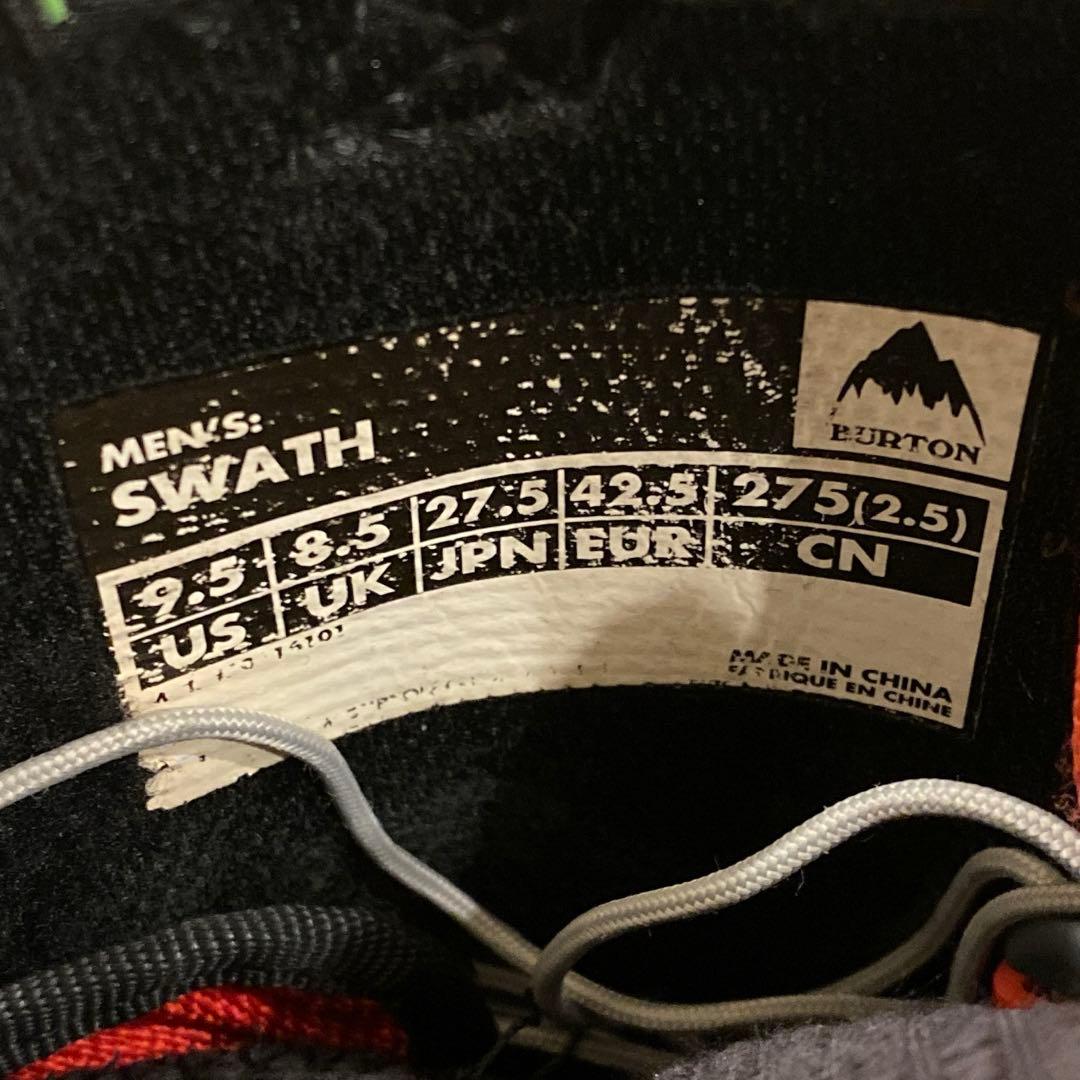 MEN'S:
SWATH
BURTON
9.5 8.5 27.5 42.5 275(2.5)
US UK JPN EUR CN
MADE IN CHINA
FABRIQUE EN CHINE